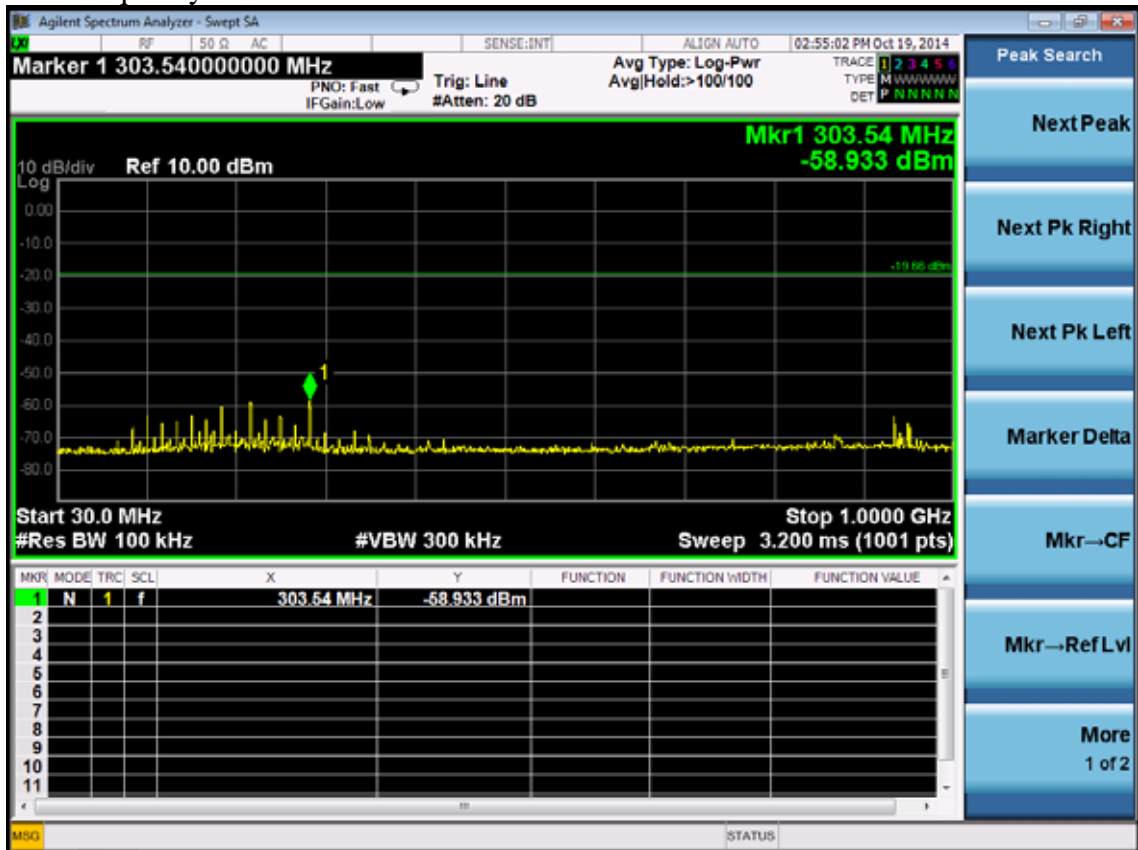 Agilent Spectrum Analyzer - Swept SA
LXI RF 50 Ω AC SENSE:INT ALIGN AUTO 02:55:02 PM Oct 19, 2014
Marker 1 303.540000000 MHz
PNO: Fast
IFGain:Low
Trig: Line
#Atten: 20 dB
Avg Type: Log-Pwr
Avg|Hold:>100/100
TRACE 1 2 3 4 5 6
TYPE M WWWWW
DET P N N N N N
Mkr1 303.54 MHz
-58.933 dBm
10 dB/div Ref 10.00 dBm
Log
0.00
-10.0
-19.66 dBm
-20.0
-30.0
-40.0
1
-50.0
-60.0
-70.0
-80.0
Start 30.0 MHz Stop 1.0000 GHz
#Res BW 100 kHz #VBW 300 kHz Sweep 3.200 ms (1001 pts)
MKR MODE TRC SCL X Y FUNCTION FUNCTION WIDTH FUNCTION VALUE
1 N 1 f 303.54 MHz -58.933 dBm
2
3
4
5
6
7
8
9
10
11
MSG STATUS
Peak Search
Next Peak
Next Pk Right
Next Pk Left
Marker Delta
Mkr→CF
Mkr→Ref Lvl
More
1 of 2